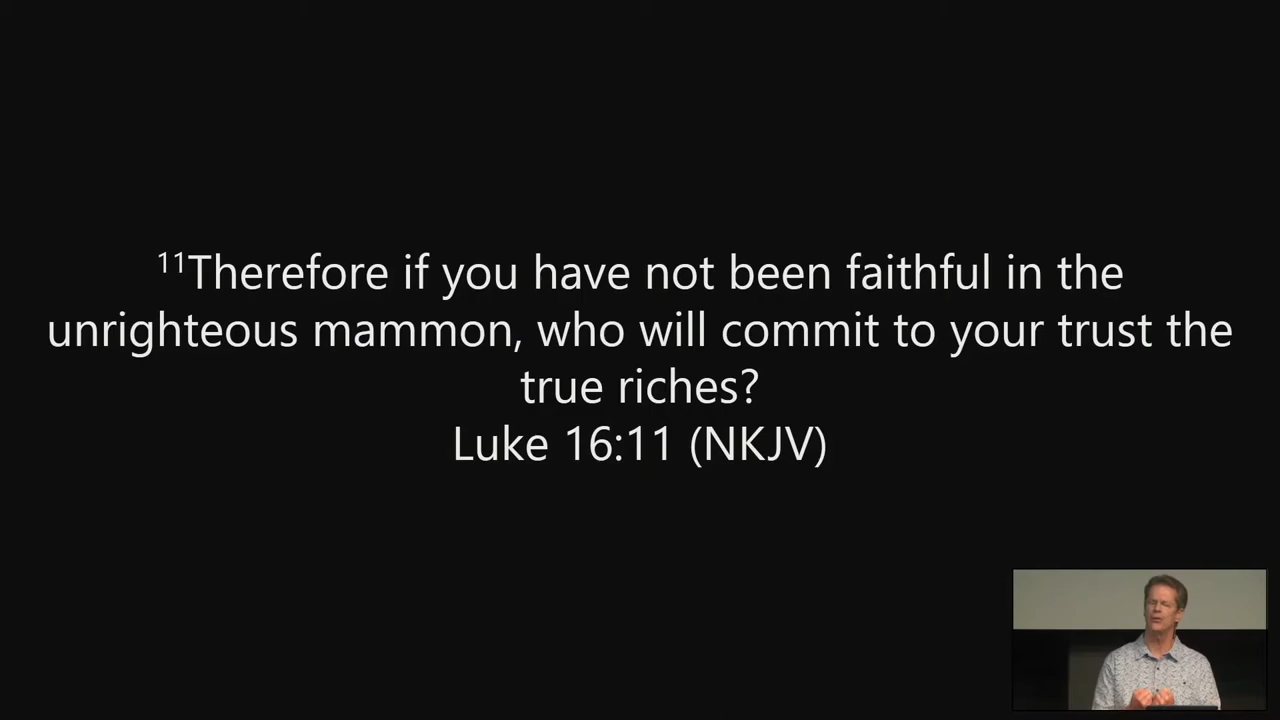 ¹¹Therefore if you have not been faithful in the
unrighteous mammon, who will commit to your trust the
true riches?
Luke 16:11 (NKJV)